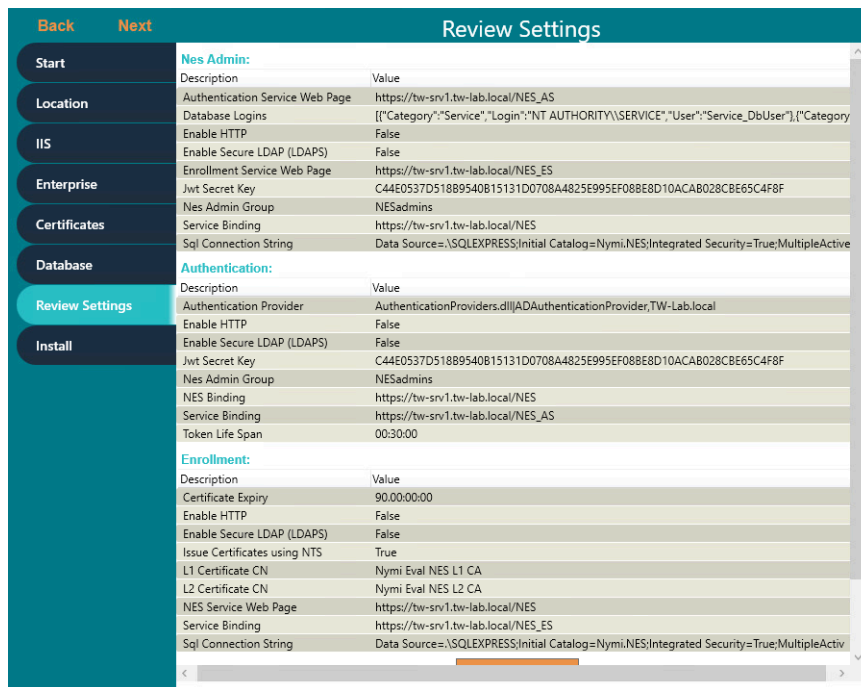 Back Next Review Settings
Start
Location
IIS
Enterprise
Certificates
Database
Review Settings
Install
Nes Admin:
Description Value
Authentication Service Web Page https://tw-srv1.tw-lab.local/NES_AS
Database Logins [{"Category":"Service","Login":"NT AUTHORITY\\SERVICE","User":"Service_DbUser"},{"Category
Enable HTTP False
Enable Secure LDAP (LDAPS) False
Enrollment Service Web Page https://tw-srv1.tw-lab.local/NES_ES
Jwt Secret Key C44E0537D518B9540B15131D0708A4825E995EF08BE8D10ACAB028CBE65C4F8F
Nes Admin Group NESadmins
Service Binding https://tw-srv1.tw-lab.local/NES
Sql Connection String Data Source=.\SQLEXPRESS;Initial Catalog=Nymi.NES;Integrated Security=True;MultipleActive
Authentication:
Description Value
Authentication Provider AuthenticationProviders.dll|ADAuthenticationProvider,TW-Lab.local
Enable HTTP False
Enable Secure LDAP (LDAPS) False
Jwt Secret Key C44E0537D518B9540B15131D0708A4825E995EF08BE8D10ACAB028CBE65C4F8F
Nes Admin Group NESadmins
NES Binding https://tw-srv1.tw-lab.local/NES
Service Binding https://tw-srv1.tw-lab.local/NES_AS
Token Life Span 00:30:00
Enrollment:
Description Value
Certificate Expiry 90.00:00:00
Enable HTTP False
Enable Secure LDAP (LDAPS) False
Issue Certificates using NTS True
L1 Certificate CN Nymi Eval NES L1 CA
L2 Certificate CN Nymi Eval NES L2 CA
NES Service Web Page https://tw-srv1.tw-lab.local/NES
Service Binding https://tw-srv1.tw-lab.local/NES_ES
Sql Connection String Data Source=.\SQLEXPRESS;Initial Catalog=Nymi.NES;Integrated Security=True;MultipleActiv